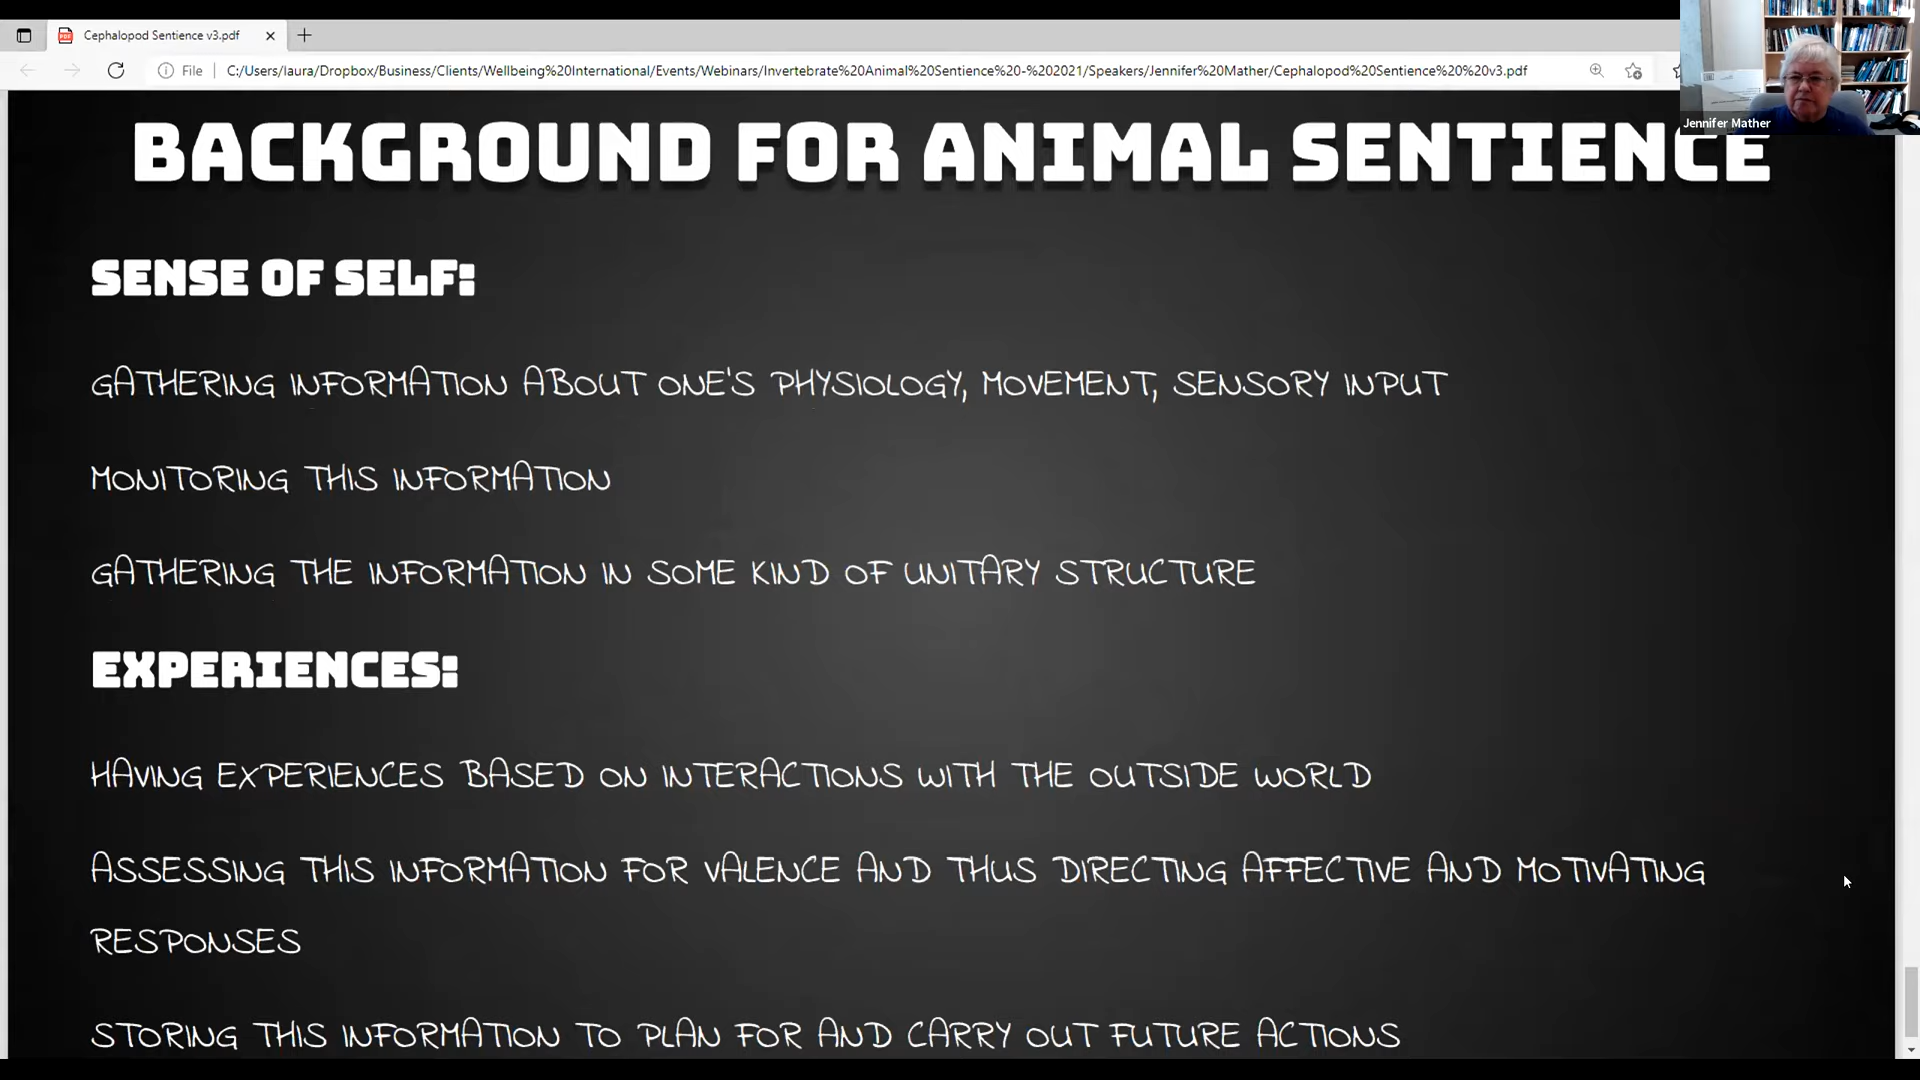 Cephalopod Sentience v3.pdf
File
C:/Users/laura/Dropbox/Business/Clients/Wellbeing%20International/Events/Webinars/Invertebrate%20Animal%20Sentience%20-%202021/Speakers/Jennifer%20Mather/Cephalopod%20Sentience%20%20v3.pdf
Jennifer Mather
BACKGROUND FOR ANIMAL SENTIENCE
SENSE OF SELF:
GATHERING INFORMATION ABOUT ONE'S PHYSIOLOGY, MOVEMENT, SENSORY INPUT
MONITORING THIS INFORMATION
GATHERING THE INFORMATION IN SOME KIND OF UNITARY STRUCTURE
EXPERIENCES:
HAVING EXPERIENCES BASED ON INTERACTIONS WITH THE OUTSIDE WORLD
ASSESSING THIS INFORMATION FOR VALENCE AND THUS DIRECTING AFFECTIVE AND MOTIVATING
RESPONSES
STORING THIS INFORMATION TO PLAN FOR AND CARRY OUT FUTURE ACTIONS